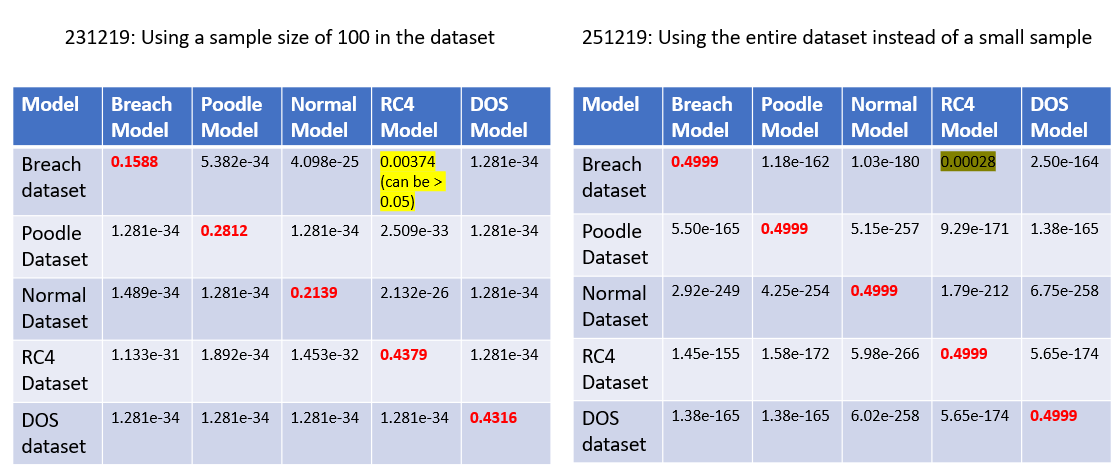 231219: Using a sample size of 100 in the dataset
Model Breach Model Poodle Model Normal Model RC4 Model DOS Model
Breach dataset 0.1588 5.382e-34 4.098e-25 0.00374 (can be > 0.05) 1.281e-34
Poodle Dataset 1.281e-34 0.2812 1.281e-34 2.509e-33 1.281e-34
Normal Dataset 1.489e-34 1.281e-34 0.2139 2.132e-26 1.281e-34
RC4 Dataset 1.133e-31 1.892e-34 1.453e-32 0.4379 1.281e-34
DOS dataset 1.281e-34 1.281e-34 1.281e-34 1.281e-34 0.4316
251219: Using the entire dataset instead of a small sample
Model Breach Model Poodle Model Normal Model RC4 Model DOS Model
Breach dataset 0.4999 1.18e-162 1.03e-180 0.00028 2.50e-164
Poodle Dataset 5.50e-165 0.4999 5.15e-257 9.29e-171 1.38e-165
Normal Dataset 2.92e-249 4.25e-254 0.4999 1.79e-212 6.75e-258
RC4 Dataset 1.45e-155 1.58e-172 5.98e-266 0.4999 5.65e-174
DOS dataset 1.38e-165 1.38e-165 6.02e-258 5.65e-174 0.4999